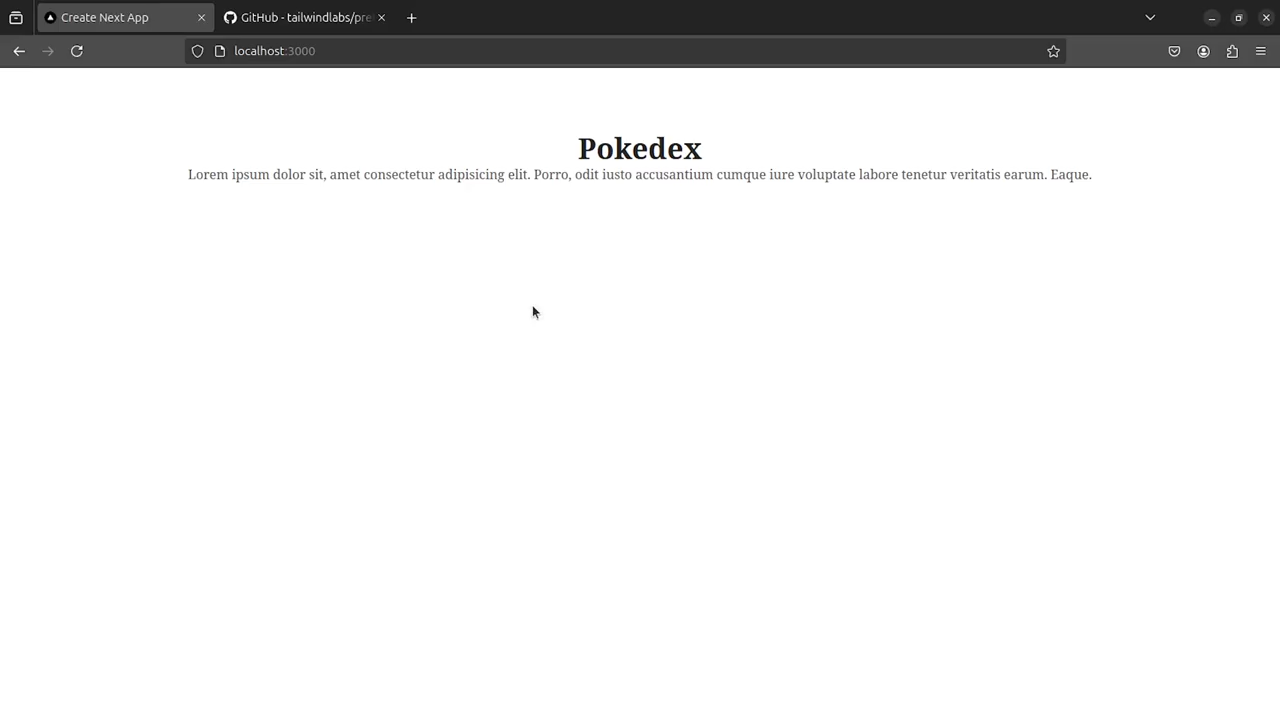 Create Next App
GitHub - tailwindlabs/pre
localhost:3000
Pokedex
Lorem ipsum dolor sit, amet consectetur adipisicing elit. Porro, odit iusto accusantium cumque iure voluptate labore tenetur veritatis earum. Eaque.